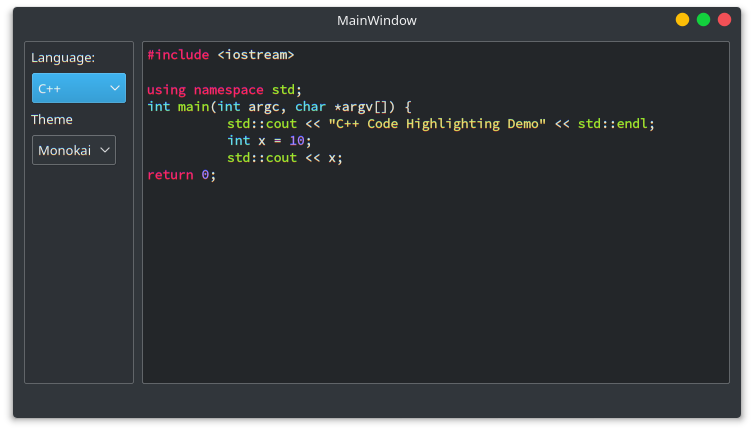 MainWindow
Language:
C++
Theme
Monokai
#include <iostream>
using namespace std;
int main(int argc, char *argv[]) {
std::cout << "C++ Code Highlighting Demo" << std::endl;
int x = 10;
std::cout << x;
return 0;